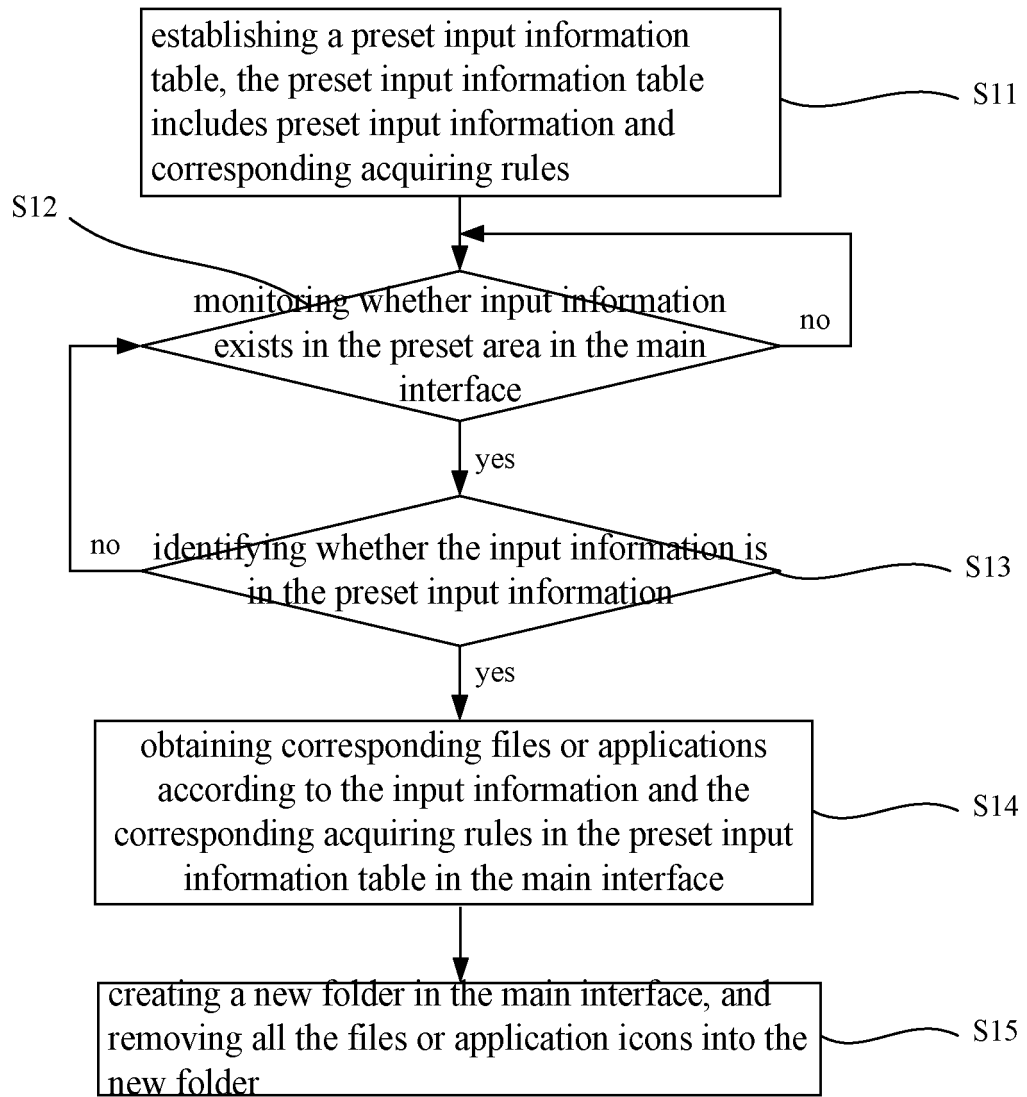 establishing a preset input information
table, the preset input information table
includes preset input information and
corresponding acquiring rules
S11
S12
monitoring whether input information
exists in the preset area in the main
interface
no
yes
no
identifying whether the input information is
in the preset input information
S13
yes
obtaining corresponding files or applications
according to the input information and the
corresponding acquiring rules in the preset input
information table in the main interface
S14
creating a new folder in the main interface, and
removing all the files or application icons into the
new folder
S15